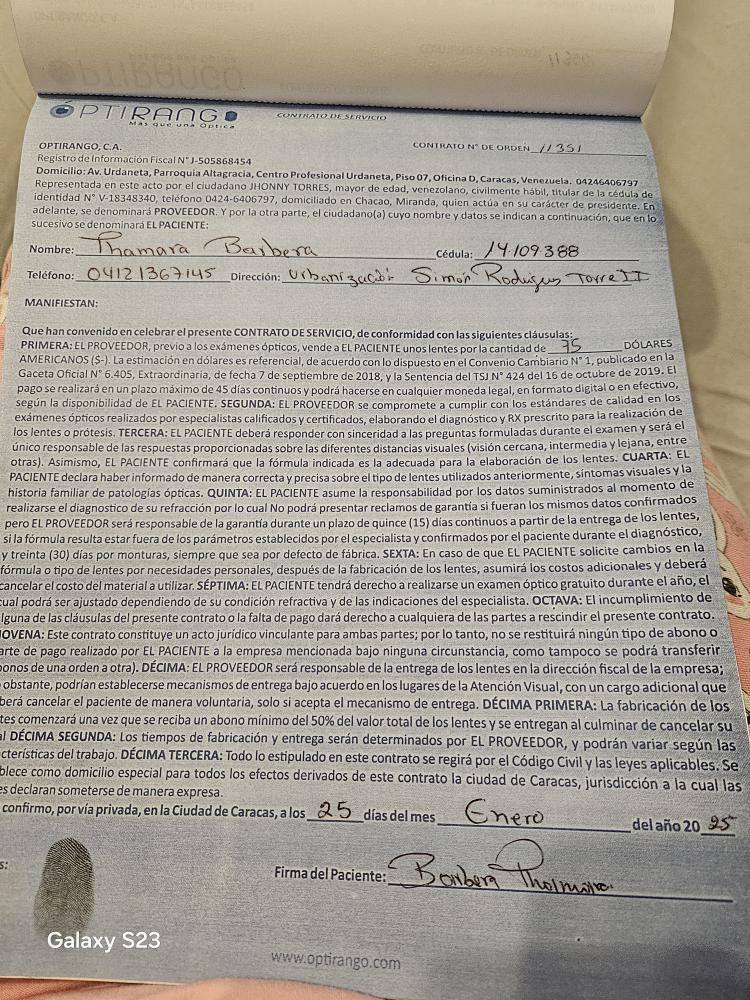 OPTIRANGO
Más que una Óptica
CONTRATO DE SERVICIO
OPTIRANGO, C.A.
CONTRATO N° DE ORDEN 11351
Registro de Información Fiscal N° J-505868454
Domicilio: Av. Urdaneta, Parroquia Altagracia, Centro Profesional Urdaneta, Piso 07, Oficina D, Caracas, Venezuela. 04246406797
Representada en este acto por el ciudadano JHONNY TORRES, mayor de edad, venezolano, civilmente hábil, titular de la cédula de
identidad N° V-18348340, teléfono 0424-6406797, domiciliado en Chacao, Miranda, quien actúa en su carácter de presidente. En
adelante, se denominará PROVEEDOR. Y por la otra parte, el ciudadano(a) cuyo nombre y datos se indican a continuación, que en lo
sucesivo se denominará EL PACIENTE:
Nombre: Thamara Barbera Cédula: 14109388
Teléfono: 04121367145 Dirección: Urbanización Simón Rodrigus Torre II
MANIFIESTAN:
Que han convenido en celebrar el presente CONTRATO DE SERVICIO, de conformidad con las siguientes cláusulas:
PRIMERA: EL PROVEEDOR, previo a los exámenes ópticos, vende a EL PACIENTE unos lentes por la cantidad de 75 DÓLARES
AMERICANOS ($-). La estimación en dólares es referencial, de acuerdo con lo dispuesto en el Convenio Cambiario N° 1, publicado en la
Gaceta Oficial N° 6.405, Extraordinaria, de fecha 7 de septiembre de 2018, y la Sentencia del TSJ N° 424 del 16 de octubre de 2019. El
pago se realizará en un plazo máximo de 45 días continuos y podrá hacerse en cualquier moneda legal, en formato digital o en efectivo,
según la disponibilidad de EL PACIENTE. SEGUNDA: EL PROVEEDOR se compromete a cumplir con los estándares de calidad en los
exámenes ópticos realizados por especialistas calificados y certificados, elaborando el diagnóstico y RX prescrito para la realización de
los lentes o prótesis. TERCERA: EL PACIENTE deberá responder con sinceridad a las preguntas formuladas durante el examen y será el
único responsable de las respuestas proporcionadas sobre las diferentes distancias visuales (visión cercana, intermedia y lejana, entre
otras). Asimismo, EL PACIENTE confirmará que la fórmula indicada es la adecuada para la elaboración de los lentes. CUARTA: EL
PACIENTE declara haber informado de manera correcta y precisa sobre el tipo de lentes utilizados anteriormente, síntomas visuales y la
historia familiar de patologías ópticas. QUINTA: EL PACIENTE asume la responsabilidad por los datos suministrados al momento de
realizarse el diagnostico de su refracción por lo cual No podrá presentar reclamos de garantía si fueran los mismos datos confirmados
pero EL PROVEEDOR será responsable de la garantía durante un plazo de quince (15) días continuos a partir de la entrega de los lentes,
si la fórmula resulta estar fuera de los parámetros establecidos por el especialista y confirmados por el paciente durante el diagnóstico,
y treinta (30) días por monturas, siempre que sea por defecto de fábrica. SEXTA: En caso de que EL PACIENTE solicite cambios en la
fórmula o tipo de lentes por necesidades personales, después de la fabricación de los lentes, asumirá los costos adicionales y deberá
cancelar el costo del material a utilizar. SÉPTIMA: EL PACIENTE tendrá derecho a realizarse un examen óptico gratuito durante el año, el
cual podrá ser ajustado dependiendo de su condición refractiva y de las indicaciones del especialista. OCTAVA: El incumplimiento de
lguna de las cláusulas del presente contrato o la falta de pago dará derecho a cualquiera de las partes a rescindir el presente contrato.
NOVENA: Este contrato constituye un acto jurídico vinculante para ambas partes; por lo tanto, no se restituirá ningún tipo de abono o
arte de pago realizado por EL PACIENTE a la empresa mencionada bajo ninguna circunstancia, como tampoco se podrá transferir
bonos de una orden a otra). DÉCIMA: EL PROVEEDOR será responsable de la entrega de los lentes en la dirección fiscal de la empresa;
obstante, podrían establecerse mecanismos de entrega bajo acuerdo en los lugares de la Atención Visual, con un cargo adicional que
berá cancelar el paciente de manera voluntaria, solo si acepta el mecanismo de entrega. DÉCIMA PRIMERA: La fabricación de los
tes comenzará una vez que se reciba un abono mínimo del 50% del valor total de los lentes y se entregan al culminar de cancelar su
al DÉCIMA SEGUNDA: Los tiempos de fabricación y entrega serán determinados por EL PROVEEDOR, y podrán variar según las
cterísticas del trabajo. DÉCIMA TERCERA: Todo lo estipulado en este contrato se regirá por el Código Civil y las leyes aplicables. Se
blece como domicilio especial para todos los efectos derivados de este contrato la ciudad de Caracas, jurisdicción a la cual las
es declaran someterse de manera expresa.
confirmo, por vía privada, en la Ciudad de Caracas, a los 25 días del mes Enero del año 20 25
s:
Firma del Paciente: Barbera Thamara
www.optirango.com
Galaxy S23